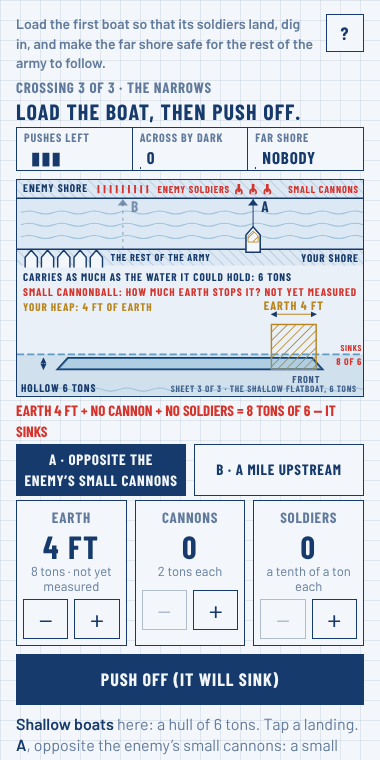 Load the first boat so that its soldiers land, dig
in, and make the far shore safe for the rest of the
army to follow.
?
CROSSING 3 OF 3 · THE NARROWS
LOAD THE BOAT, THEN PUSH OFF.
PUSHES LEFT
ACROSS BY DARK
0
FAR SHORE
NOBODY
ENEMY SHORE
ENEMY SOLDIERS
SMALL CANNONS
B
A
THE REST OF THE ARMY
YOUR SHORE
CARRIES AS MUCH AS THE WATER IT COULD HOLD: 6 TONS
SMALL CANNONBALL: HOW MUCH EARTH STOPS IT? NOT YET MEASURED
YOUR HEAP: 4 FT OF EARTH
EARTH 4 FT
SINKS
8 OF 6
FRONT
HOLLOW 6 TONS
SHEET 3 OF 3 · THE SHALLOW FLATBOAT, 6 TONS
EARTH 4 FT + NO CANNON + NO SOLDIERS = 8 TONS OF 6 — IT
SINKS
A · OPPOSITE THE
ENEMY'S SMALL CANNONS
B · A MILE UPSTREAM
EARTH
4 FT
8 tons · not yet
measured
− +
CANNONS
0
2 tons each
− +
SOLDIERS
0
a tenth of a ton
each
− +
PUSH OFF (IT WILL SINK)
Shallow boats here: a hull of 6 tons. Tap a landing.
A, opposite the enemy's small cannons: a small